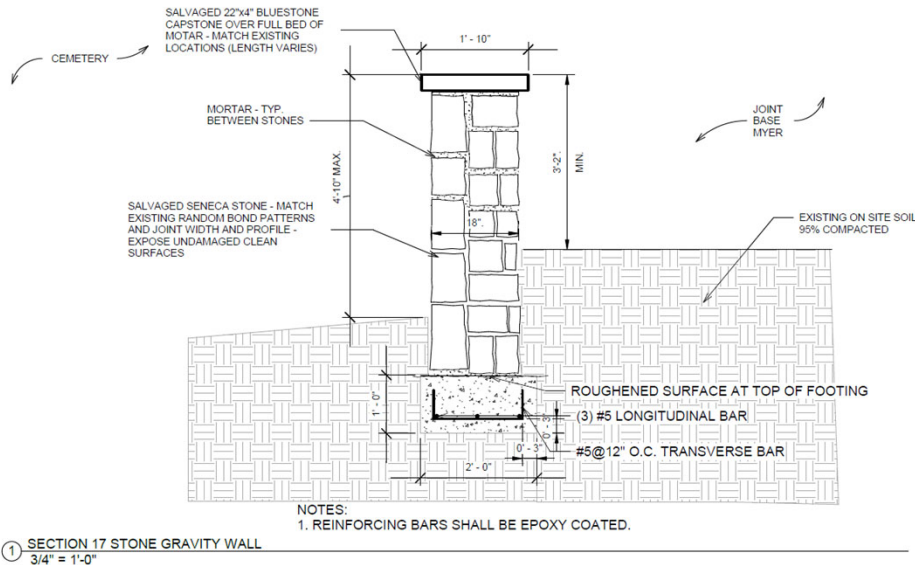 SALVAGED 22"x4" BLUESTONE
CAPSTONE OVER FULL BED OF
MOTAR - MATCH EXISTING
LOCATIONS (LENGTH VARIES)
1' - 10"
CEMETERY
MORTAR - TYP.
BETWEEN STONES
JOINT
BASE
MYER
4'-10" MAX.
3'-2".
MIN.
SALVAGED SENECA STONE - MATCH
EXISTING RANDOM BOND PATTERNS
AND JOINT WIDTH AND PROFILE -
EXPOSE UNDAMAGED CLEAN
SURFACES
18".
EXISTING ON SITE SOIL
95% COMPACTED
1' - 0"
ROUGHENED SURFACE AT TOP OF FOOTING
(3) #5 LONGITUDINAL BAR
0' - 3"
#5@12" O.C. TRANSVERSE BAR
0' - 3"
2' - 0"
NOTES:
1. REINFORCING BARS SHALL BE EPOXY COATED.
1 SECTION 17 STONE GRAVITY WALL
3/4" = 1'-0"